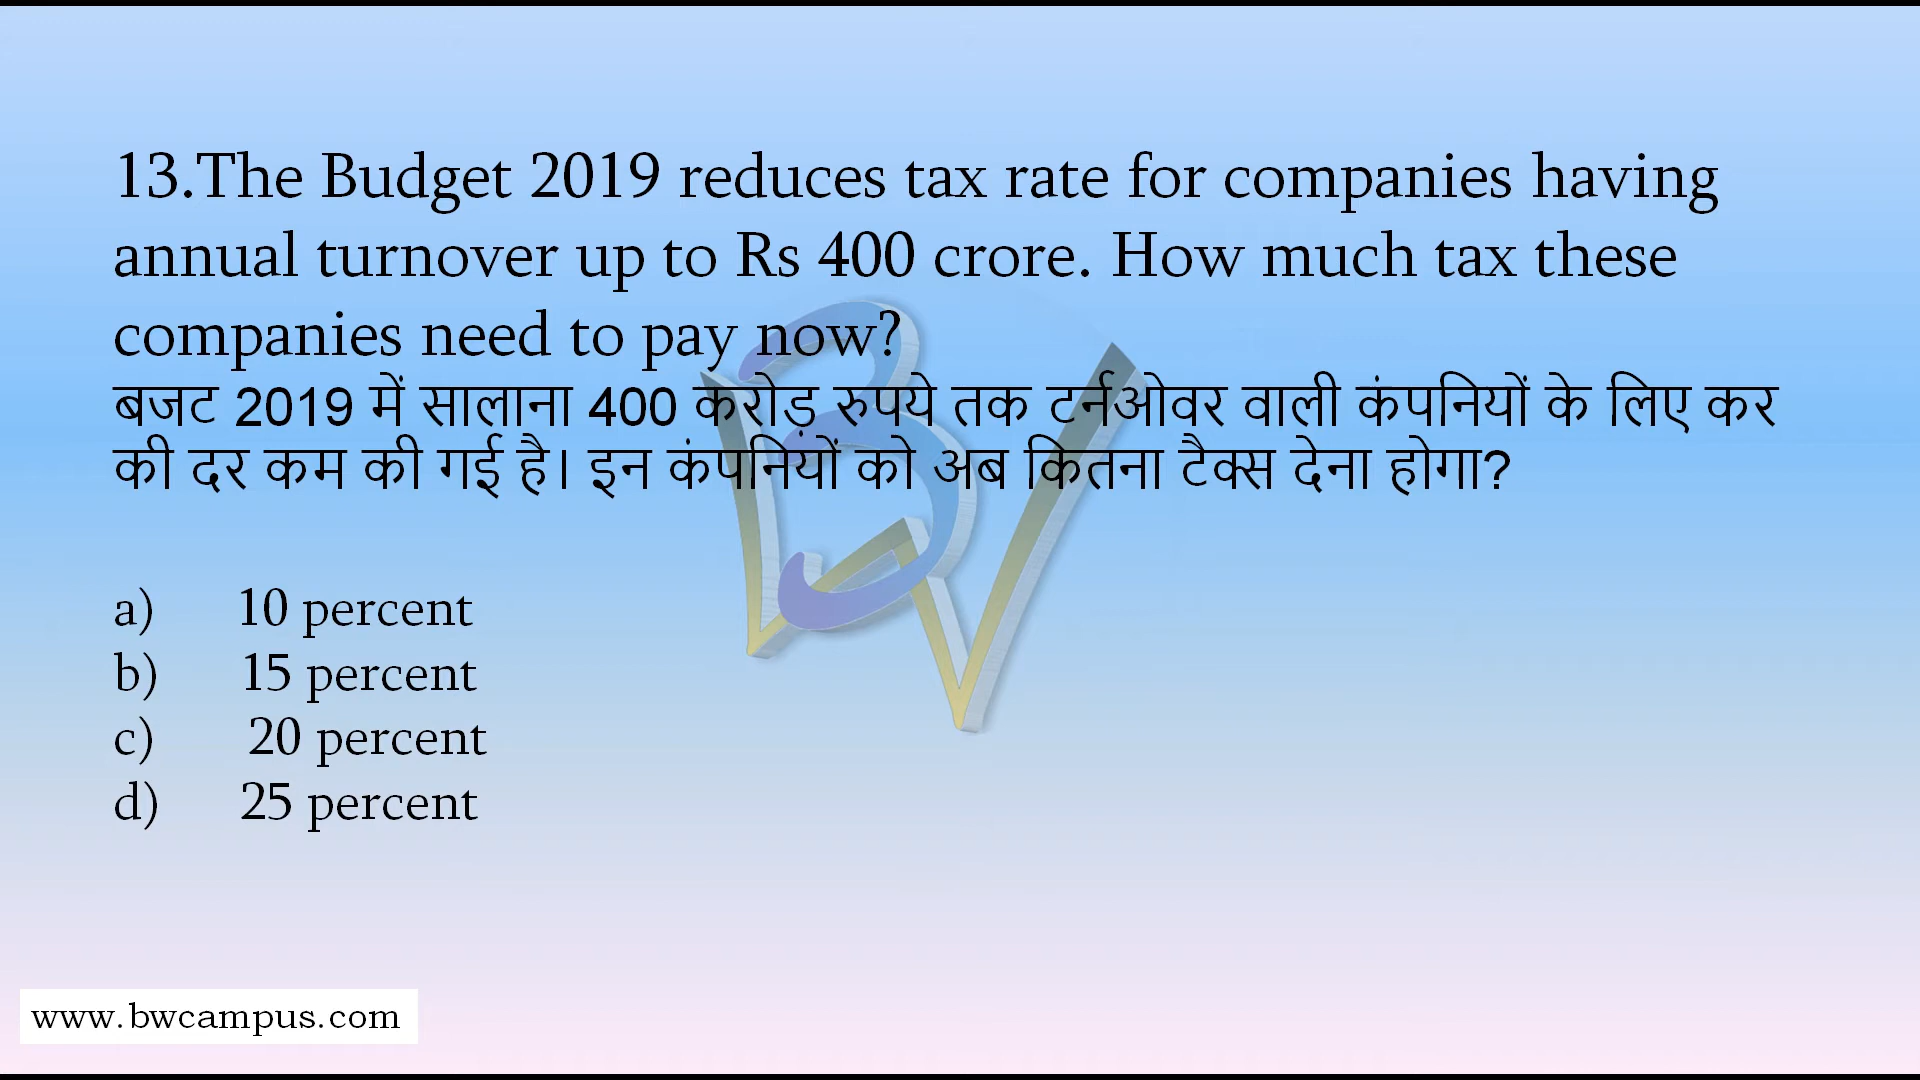 13.The Budget 2019 reduces tax rate for companies having
annual turnover up to Rs 400 crore. How much tax these
companies need to pay now?
बजट 2019 में सालाना 400 करोड़ रुपये तक टर्नओवर वाली कंपनियों के लिए कर
की दर कम की गई है। इन कंपनियों को अब कितना टैक्स देना होगा?
a) 10 percent
b) 15 percent
c) 20 percent
d) 25 percent
www.bwcampus.com